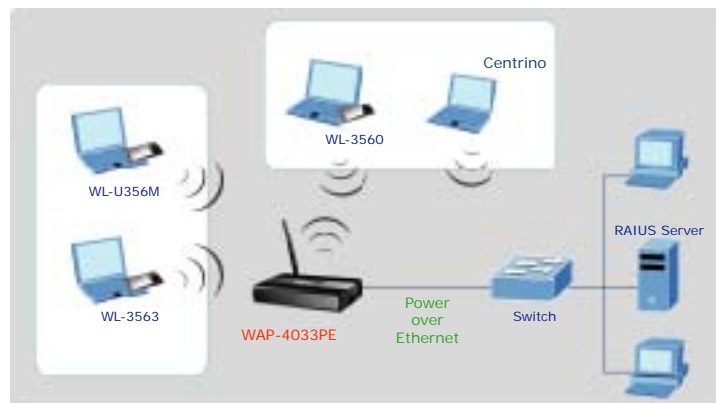 Centrino
WL-3560
WL-U356M
RAIUS Server
WL-3563
WAP-4033PE
Power
over
Ethernet
Switch